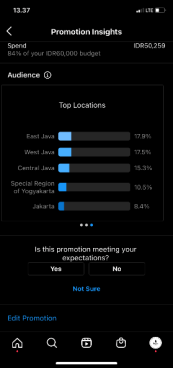 13.37
LTE
Promotion Insights
Spend IDR50,259
84% of your IDR60,000 budget
Audience
Top Locations
East Java 17.9%
West Java 17.5%
Central Java 15.3%
Special Region
of Yogyakarta 10.5%
Jakarta 8.4%
Is this promotion meeting your
expectations?
Yes No
Not Sure
Edit Promotion